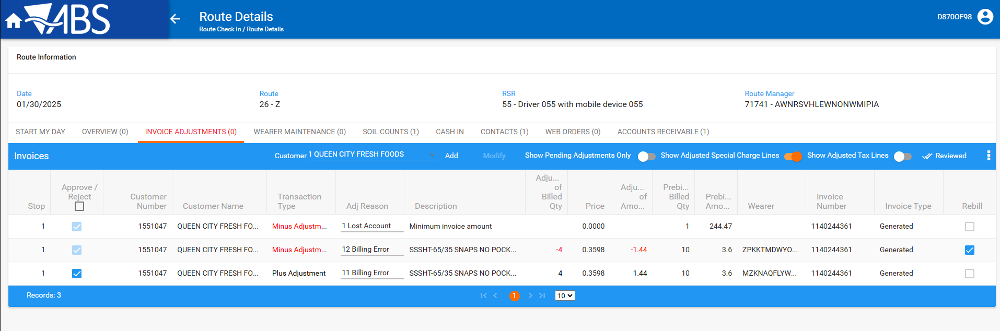 ABS
Route Details
Route Check In / Route Details
D870OF98
Route Information
Date
01/30/2025
Route
26 - Z
RSR
55 - Driver 055 with mobile device 055
Route Manager
71741 - AWNRSVHLEWNONWMIPIA
START MY DAY OVERVIEW (0) INVOICE ADJUSTMENTS (0) WEARER MAINTENANCE (0) SOIL COUNTS (1) CASH IN CONTACTS (1) WEB ORDERS (0) ACCOUNTS RECEIVABLE (1)
Invoices Customer 1 QUEEN CITY FRESH FOODS Add Modify Show Pending Adjustments Only Show Adjusted Special Charge Lines Show Adjusted Tax Lines Reviewed
Stop
Approve /
Reject
Customer
Number
Customer Name
Transaction
Type
Adj Reason
Description
Adju...
of
Billed
Qty
Price
Adju...
of
Amo...
Prebi...
Billed
Qty
Prebi...
Amo...
Wearer
Invoice
Number
Invoice Type
Rebill
1 1551047 QUEEN CITY FRESH FO... Minus Adjustm... 1 Lost Account Minimum invoice amount 0.0000 1 244.47 1140244361 Generated
1 1551047 QUEEN CITY FRESH FO... Minus Adjustm... 12 Billing Error SSSHT-65/35 SNAPS NO POCK... -4 0.3598 -1.44 10 3.6 ZPKKTMDWYO... 1140244361 Generated
1 1551047 QUEEN CITY FRESH FO... Plus Adjustment 11 Billing Error SSSHT-65/35 SNAPS NO POCK... 4 0.3598 1.44 10 3.6 MZKNAQFLYW... 1140244361 Generated
Records: 3 1 10